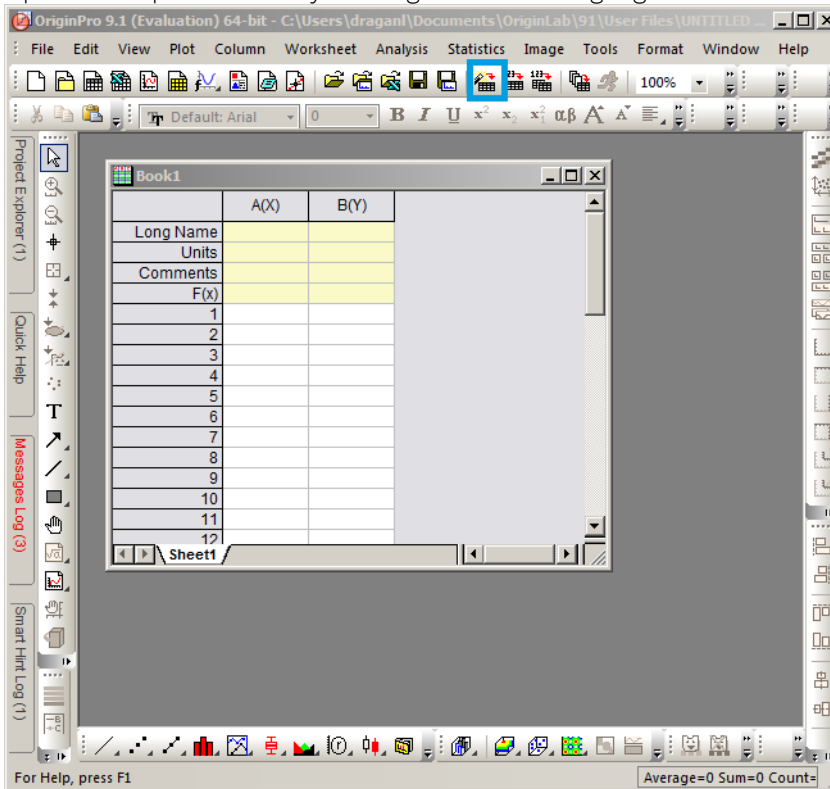 OriginPro 9.1 (Evaluation) 64-bit - C:\Users\draganl\Documents\OriginLab\91\User Files\UNTITLED ...
File Edit View Plot Column Worksheet Analysis Statistics Image Tools Format Window Help
100%
Default: Arial 0 B I U x² x₂ αβ A A
Project Explorer (1)
Quick Help
Messages Log (3)
Smart Hint Log (1)
T
Book1
A(X) B(Y)
Long Name
Units
Comments
F(x)
1
2
3
4
5
6
7
8
9
10
11
12
Sheet1
For Help, press F1
Average=0 Sum=0 Count=